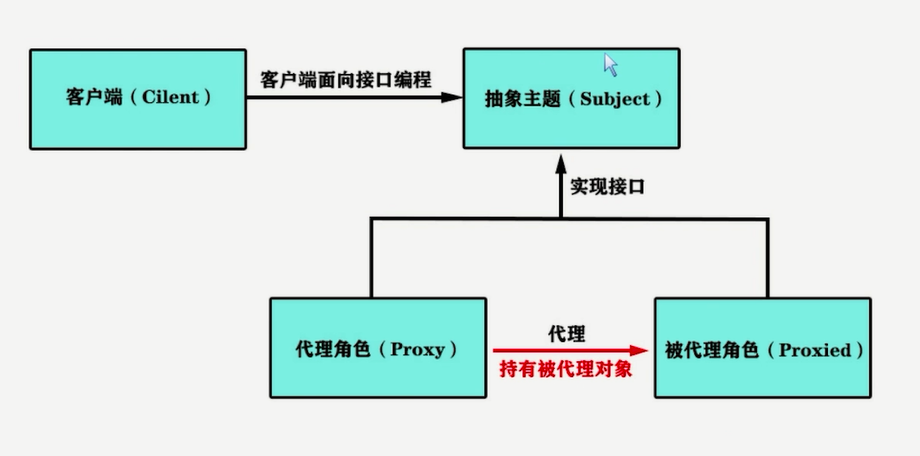 客户端（Cilent）
客户端面向接口编程
抽象主题（Subject）
实现接口
代理角色（Proxy）
代理
持有被代理对象
被代理角色（Proxied）